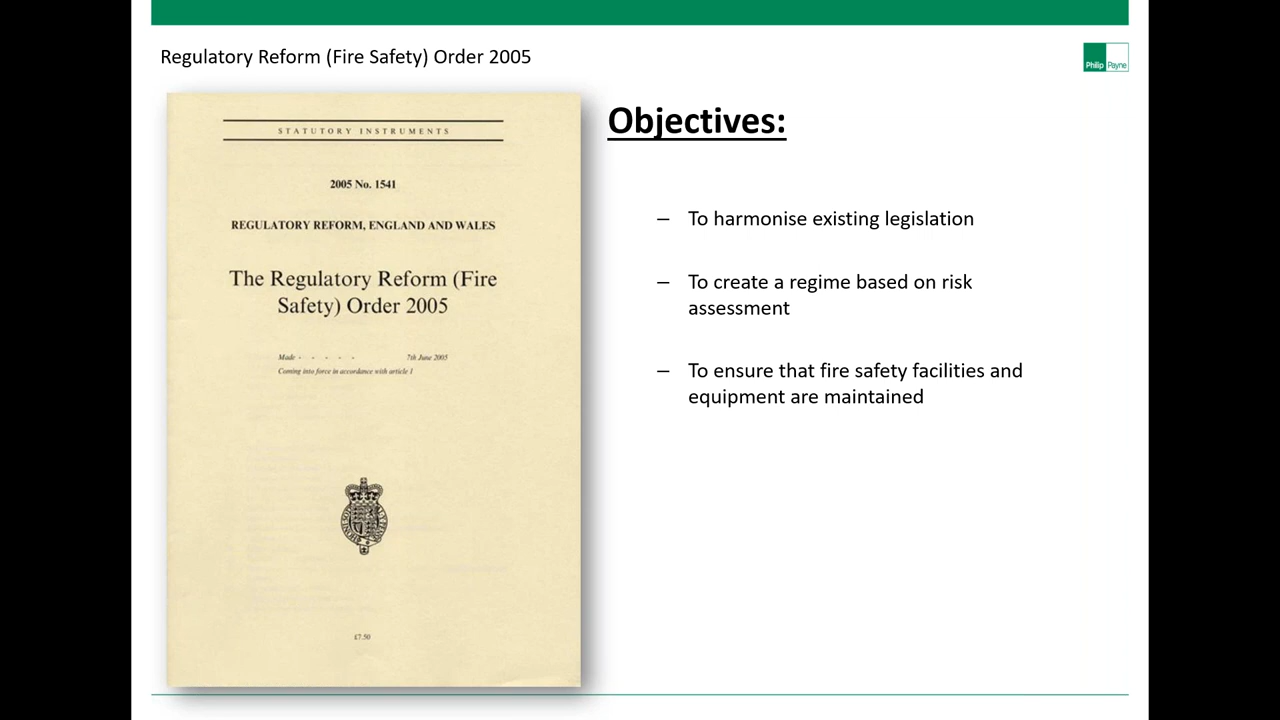 Regulatory Reform (Fire Safety) Order 2005
Philip Payne
STATUTORY INSTRUMENTS
2005 No. 1541
REGULATORY REFORM, ENGLAND AND WALES
The Regulatory Reform (Fire
Safety) Order 2005
Made - - - - - 7th June 2005
Coming into force in accordance with article 1
£7.50
Objectives:
– To harmonise existing legislation
– To create a regime based on risk
assessment
– To ensure that fire safety facilities and
equipment are maintained